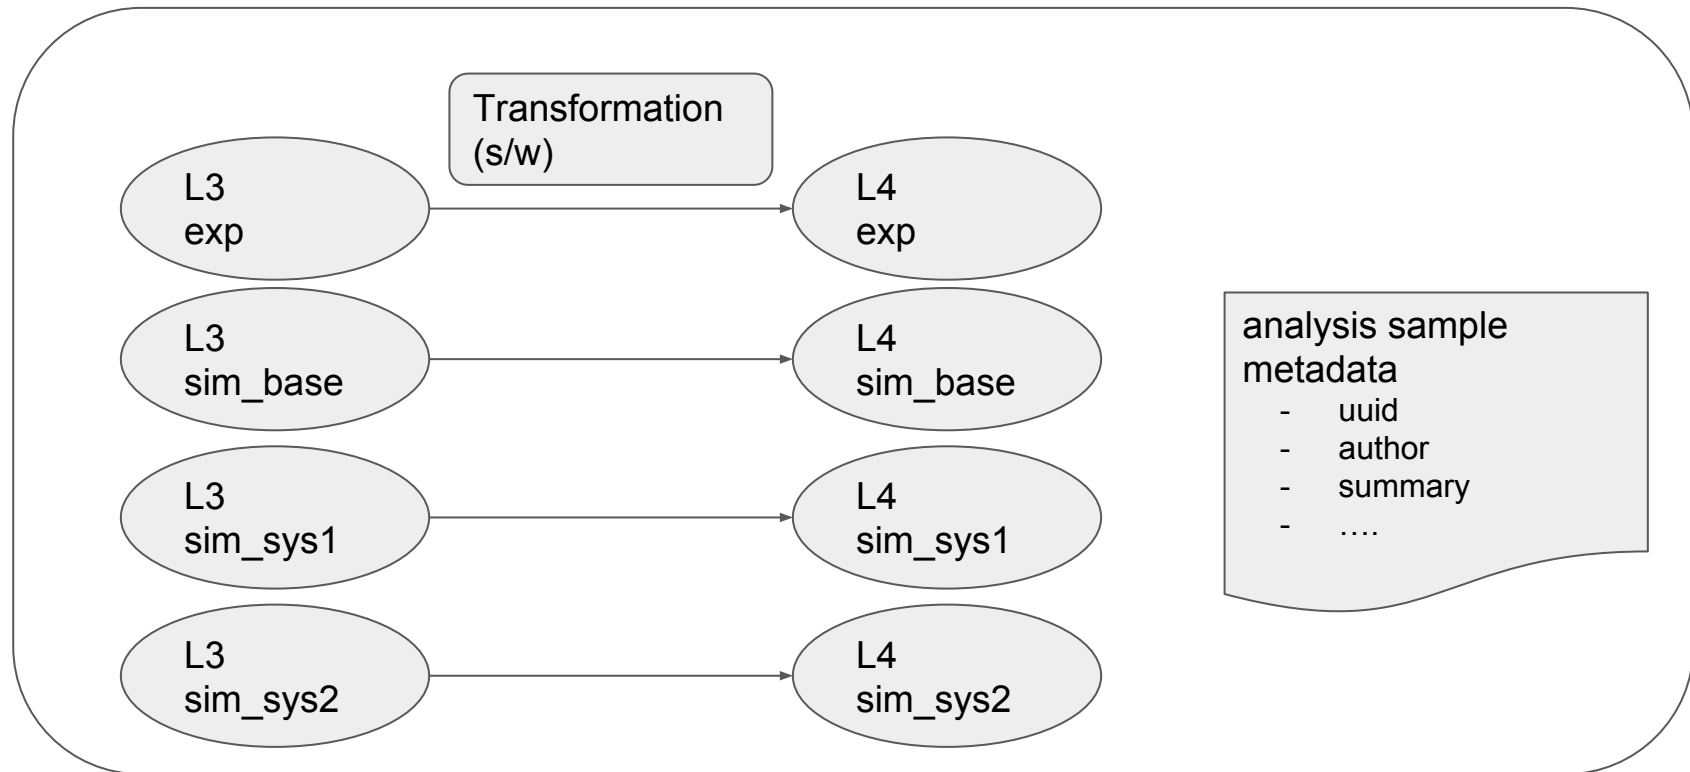 Transformation
(s/w)
L3
exp
L4
exp
L3
sim_base
L4
sim_base
L3
sim_sys1
L4
sim_sys1
L3
sim_sys2
L4
sim_sys2
analysis sample
metadata
- uuid
- author
- summary
- ….